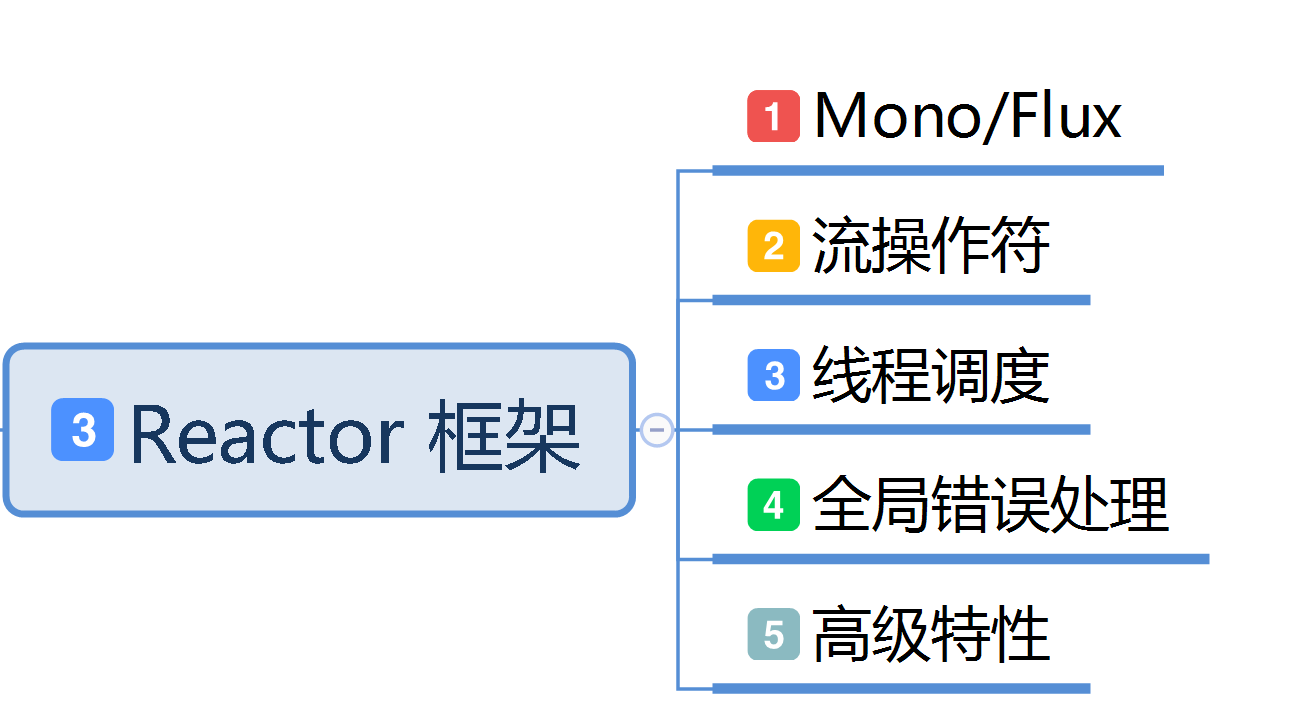 1 Mono/Flux
2 流操作符
3 线程调度
3 Reactor 框架
4 全局错误处理
5 高级特性